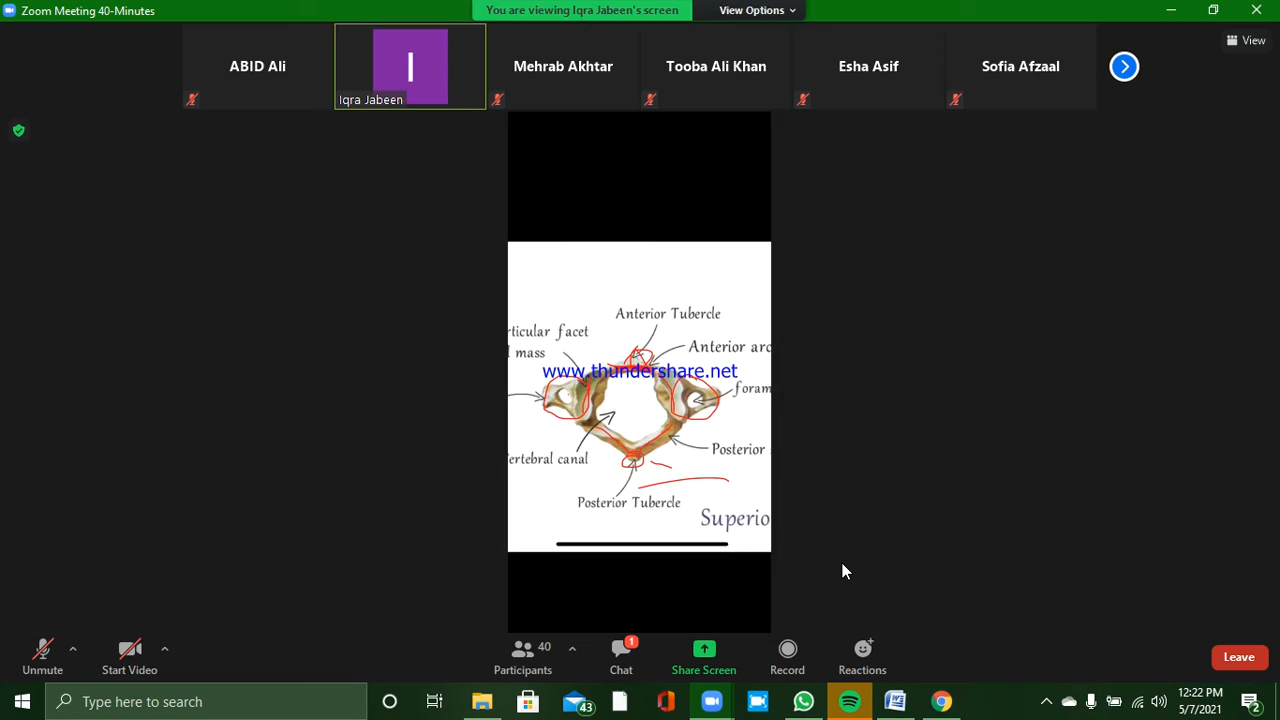 Zoom Meeting 40-Minutes
You are viewing Iqra Jabeen's screen
View Options
View
ABID Ali
I
Iqra Jabeen
Mehrab Akhtar
Tooba Ali Khan
Esha Asif
Sofia Afzaal
Anterior Tubercle
rticular facet
l mass
Anterior arc
www.thundershare.net
foram
Posterior
ertebral canal
Posterior Tubercle
Superio
Unmute
Start Video
40
Participants
1
Chat
Share Screen
Record
Reactions
Leave
Type here to search
43
12:22 PM
5/7/2021
2